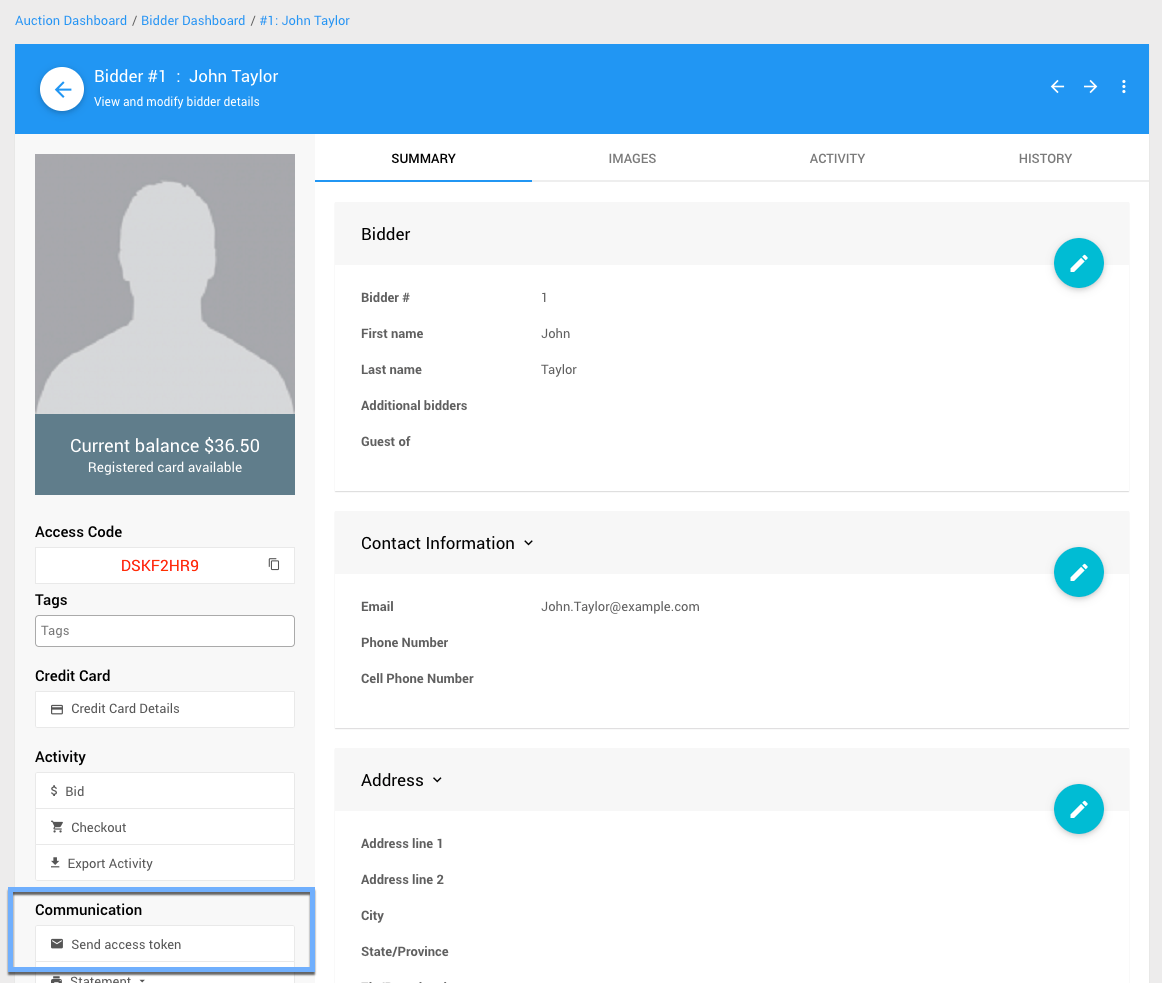 Auction Dashboard / Bidder Dashboard / #1: John Taylor
Bidder #1 : John Taylor
View and modify bidder details
Current balance $36.50
Registered card available
Access Code
DSKF2HR9
Tags
Tags
Credit Card
Credit Card Details
Activity
$ Bid
Checkout
Export Activity
Communication
Send access token
Statement
SUMMARY IMAGES ACTIVITY HISTORY
Bidder
Bidder # 1
First name John
Last name Taylor
Additional bidders
Guest of
Contact Information
Email John.Taylor@example.com
Phone Number
Cell Phone Number
Address
Address line 1
Address line 2
City
State/Province